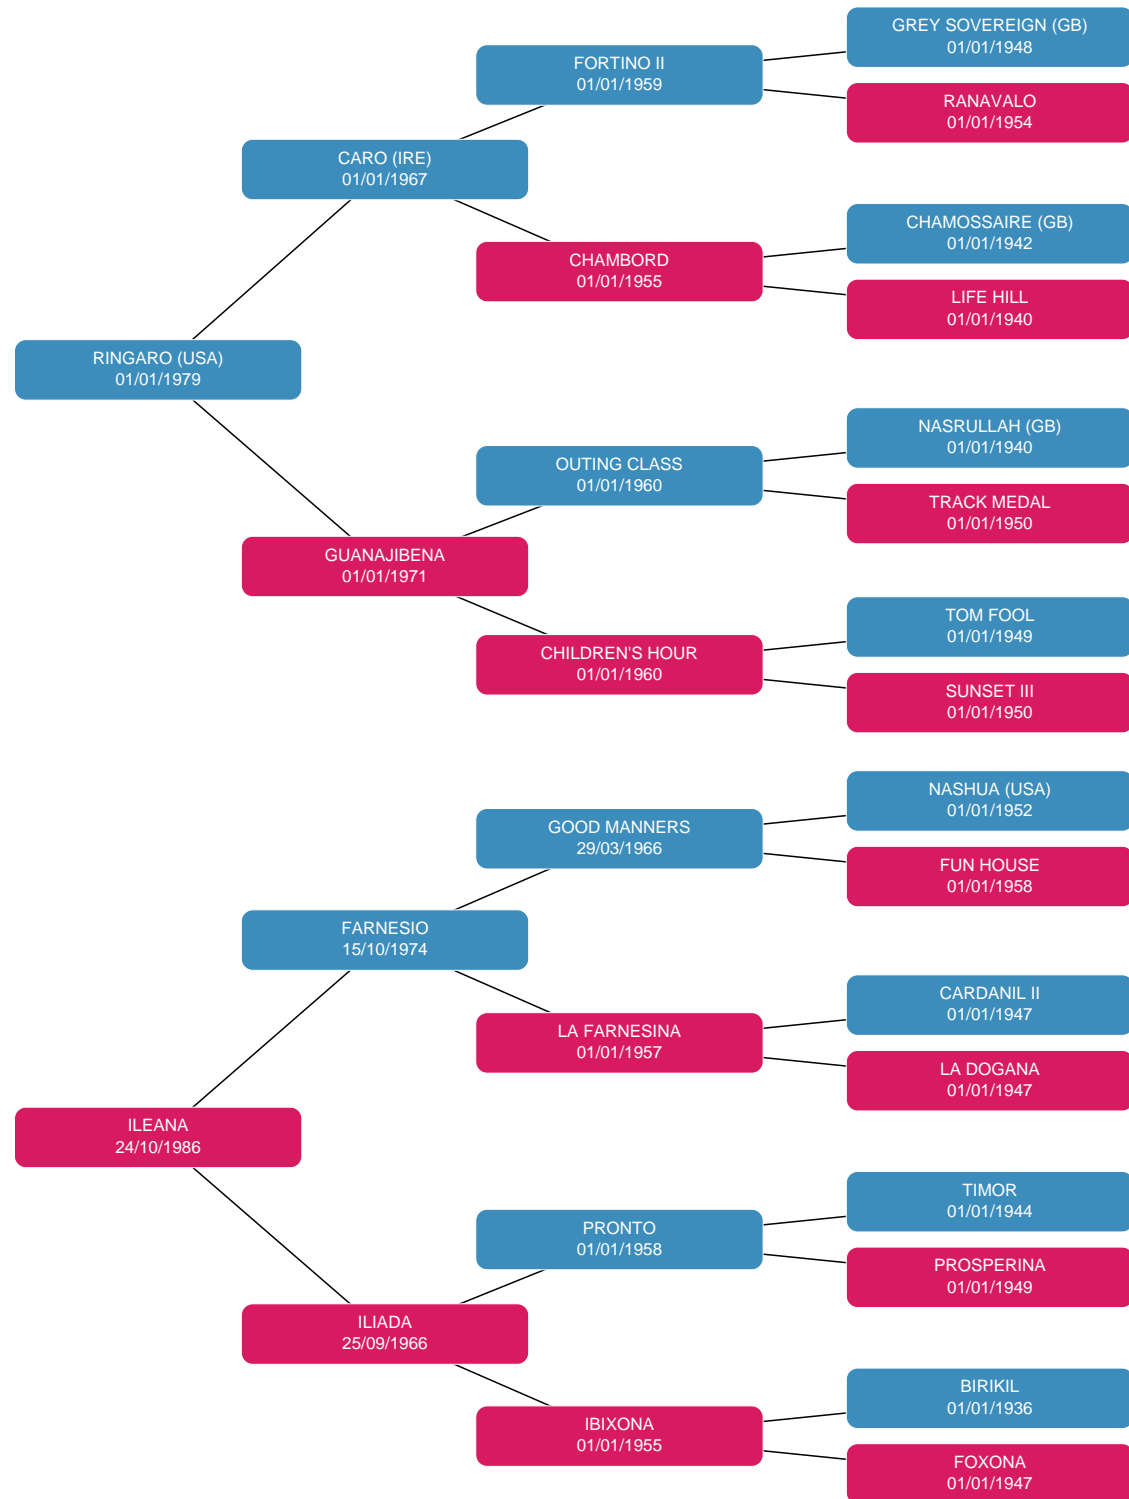 GREY SOVEREIGN (GB)
01/01/1948
FORTINO II
01/01/1959
RANAVALO
01/01/1954
CARO (IRE)
01/01/1967
CHAMOSSAIRE (GB)
01/01/1942
CHAMBORD
01/01/1955
LIFE HILL
01/01/1940
RINGARO (USA)
01/01/1979
NASRULLAH (GB)
01/01/1940
OUTING CLASS
01/01/1960
TRACK MEDAL
01/01/1950
GUANAJIBENA
01/01/1971
TOM FOOL
01/01/1949
CHILDREN'S HOUR
01/01/1960
SUNSET III
01/01/1950
NASHUA (USA)
01/01/1952
GOOD MANNERS
29/03/1966
FUN HOUSE
01/01/1958
FARNESIO
15/10/1974
CARDANIL II
01/01/1947
LA FARNESINA
01/01/1957
LA DOGANA
01/01/1947
ILEANA
24/10/1986
TIMOR
01/01/1944
PRONTO
01/01/1958
PROSPERINA
01/01/1949
ILIADA
25/09/1966
BIRIKIL
01/01/1936
IBIXONA
01/01/1955
FOXONA
01/01/1947